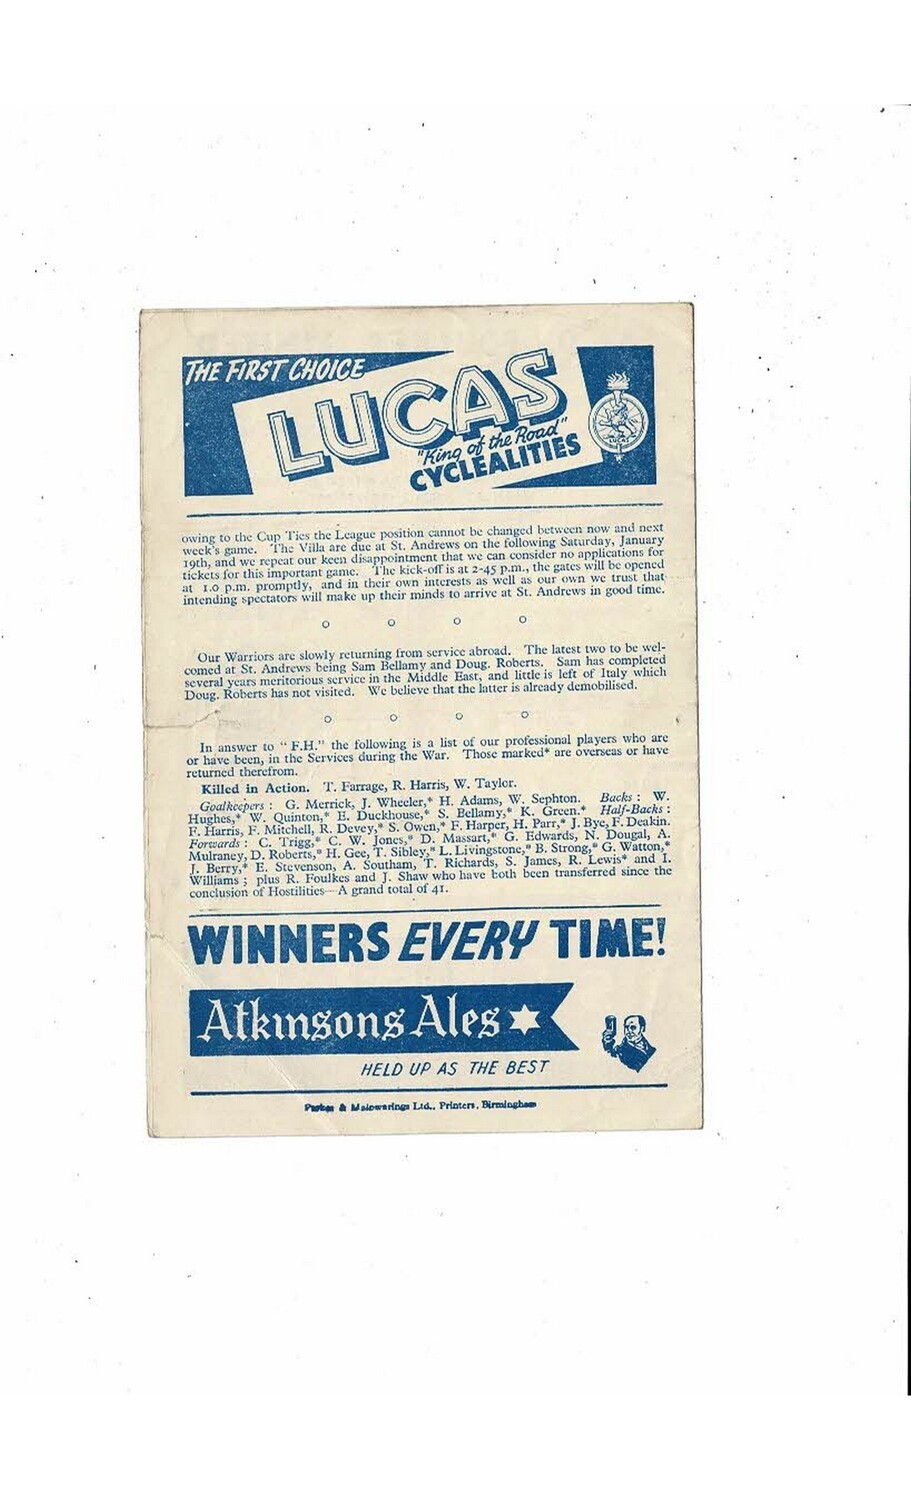 THE FIRST CHOICE
LUCAS
"King of the Road"
CYCLEALITIES
LUCAS
owing to the Cup Ties the League position cannot be changed between now and next
week's game. The Villa are due at St. Andrews on the following Saturday, January
19th, and we repeat our keen disappointment that we can consider no applications for
tickets for this important game. The kick-off is at 2-45 p.m., the gates will be opened
at 1.0 p.m. promptly, and in their own interests as well as our own we trust that
intending spectators will make up their minds to arrive at St. Andrews in good time.
o o o o
Our Warriors are slowly returning from service abroad. The latest two to be wel-
comed at St. Andrews being Sam Bellamy and Doug. Roberts. Sam has completed
several years meritorious service in the Middle East, and little is left of Italy which
Doug. Roberts has not visited. We believe that the latter is already demobilised.
o o o o
In answer to "F.H." the following is a list of our professional players who are
or have been, in the Services during the War. Those marked* are overseas or have
returned therefrom.
Killed in Action. T. Farrage, R. Harris, W. Taylor.
Goalkeepers : G. Merrick, J. Wheeler,* H. Adams, W. Sephton. Backs : W.
Hughes,* W. Quinton,* E. Duckhouse,* S. Bellamy,* K. Green.* Half-Backs :
F. Harris, F. Mitchell, R. Devey,* S. Owen,* F. Harper, H. Parr,* J. Bye, F. Deakin.
Forwards : C. Trigg,* C. W. Jones,* D. Massart,* G. Edwards, N. Dougal, A.
Mulraney, D. Roberts,* H. Gee, T. Sibley,* L. Livingstone,* B. Strong,* G. Watton,*
J. Berry,* E. Stevenson, A. Southam, T. Richards, S. James, R. Lewis* and I.
Williams ; plus R. Foulkes and J. Shaw who have both been transferred since the
conclusion of Hostilities—A grand total of 41.
WINNERS EVERY TIME!
Atkinsons Ales
HELD UP AS THE BEST
Parkes & Mainwarings Ltd., Printers, Birmingham